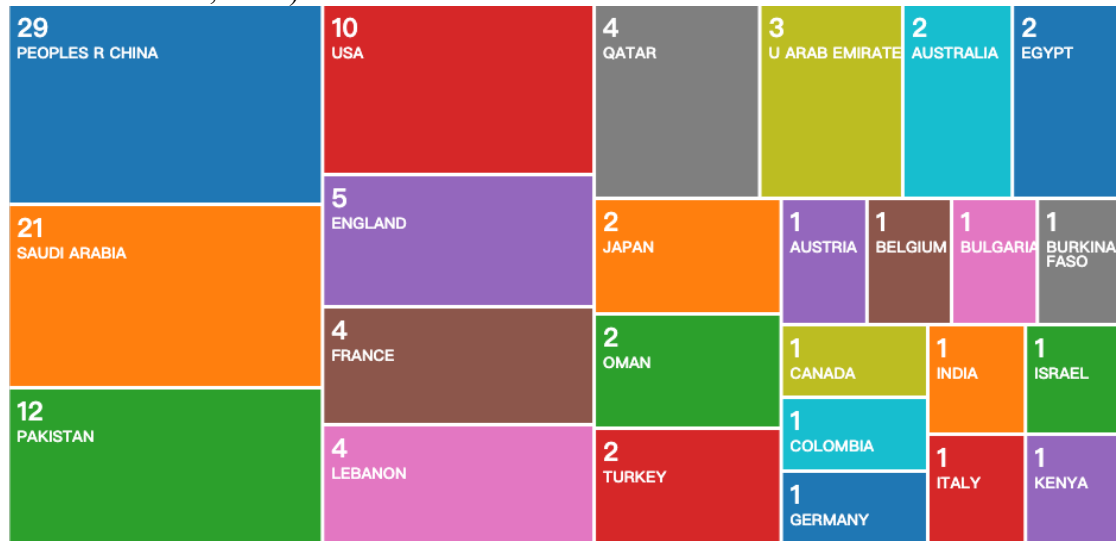 29
PEOPLES R CHINA
10
USA
4
QATAR
3
U ARAB EMIRATE
2
AUSTRALIA
2
EGYPT
21
SAUDI ARABIA
5
ENGLAND
2
JAPAN
1
AUSTRIA
1
BELGIUM
1
BULGARIA
1
BURKINA
FASO
4
FRANCE
2
OMAN
1
CANADA
1
INDIA
1
ISRAEL
12
PAKISTAN
4
LEBANON
2
TURKEY
1
COLOMBIA
1
ITALY
1
KENYA
1
GERMANY